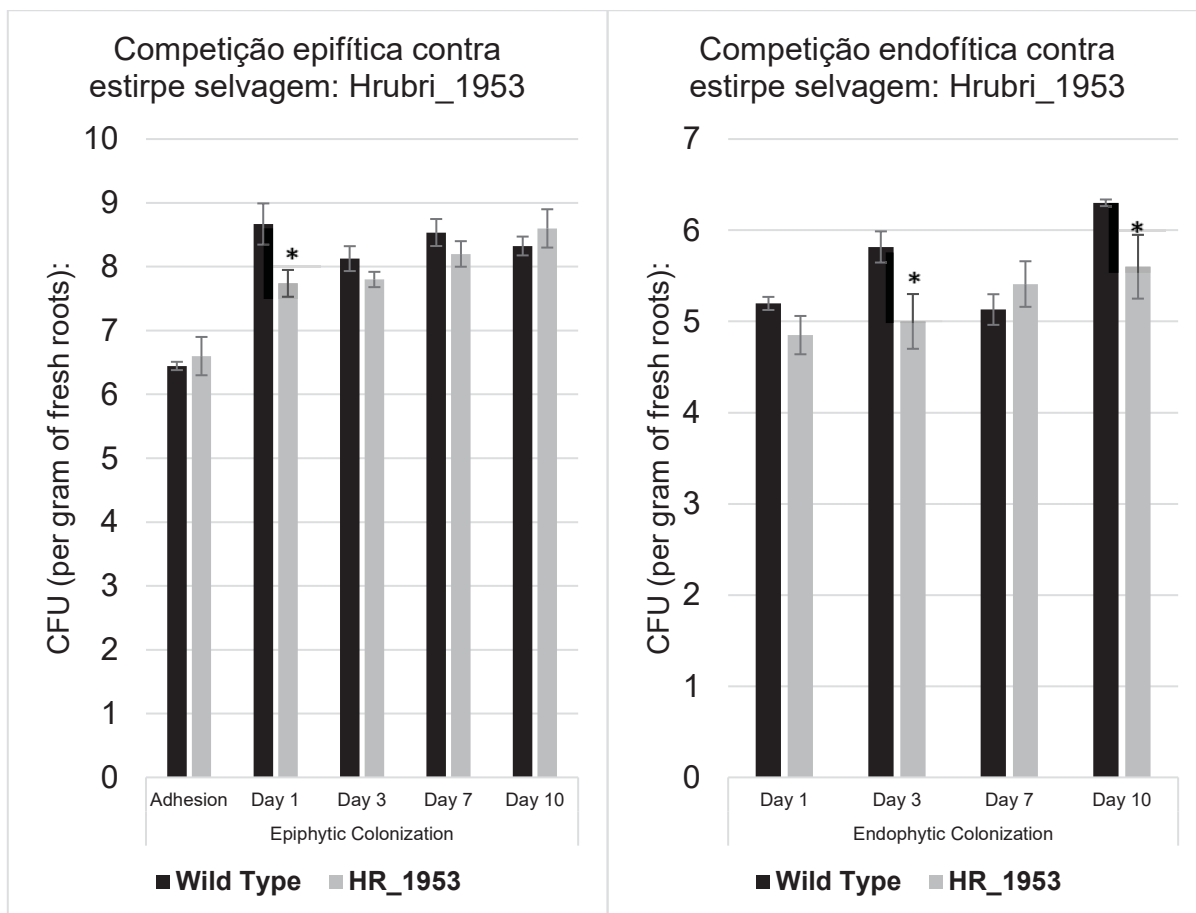 Competição epifítica contra
estirpe selvagem: Hrubri_1953
CFU (per gram of fresh roots):
10
9
8
7
6
5
4
3
2
1
0
*
Adhesion Day 1 Day 3 Day 7 Day 10
Epiphytic Colonization
Wild Type HR_1953
Competição endofítica contra
estirpe selvagem: Hrubri_1953
CFU (per gram of fresh roots):
7
6
5
4
3
2
1
0
*
*
Day 1 Day 3 Day 7 Day 10
Endophytic Colonization
Wild Type HR_1953